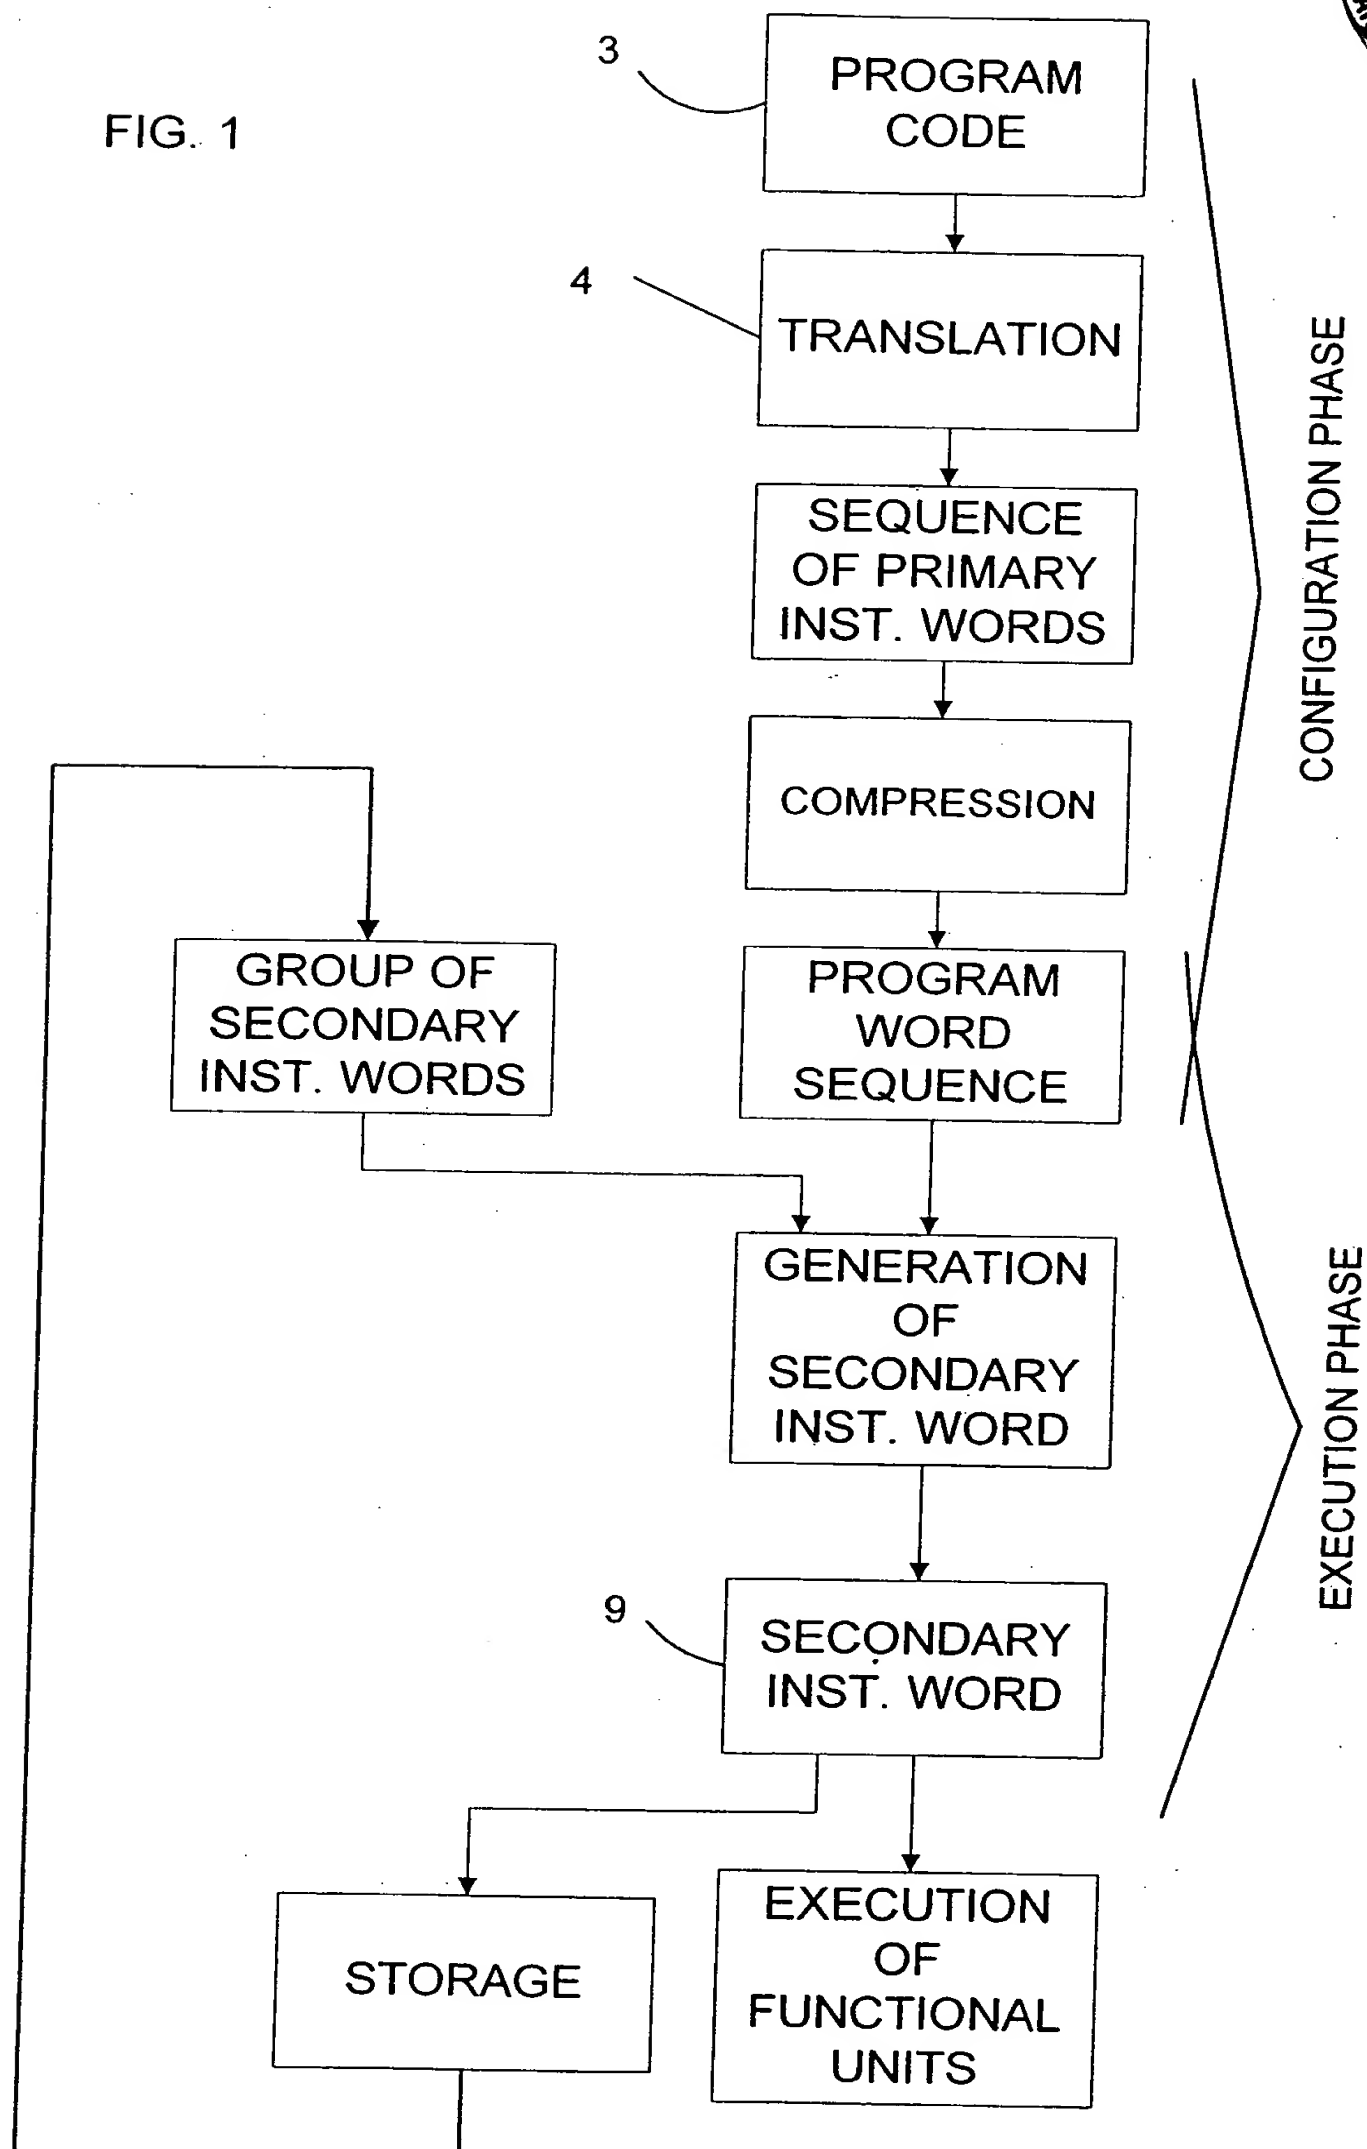 FIG. 1
3
PROGRAM
CODE
4
TRANSLATION
SEQUENCE
OF PRIMARY
INST. WORDS
COMPRESSION
CONFIGURATION PHASE
GROUP OF
SECONDARY
INST. WORDS
PROGRAM
WORD
SEQUENCE
GENERATION
OF
SECONDARY
INST. WORD
EXECUTION PHASE
9
SECONDARY
INST. WORD
STORAGE
EXECUTION
OF
FUNCTIONAL
UNITS